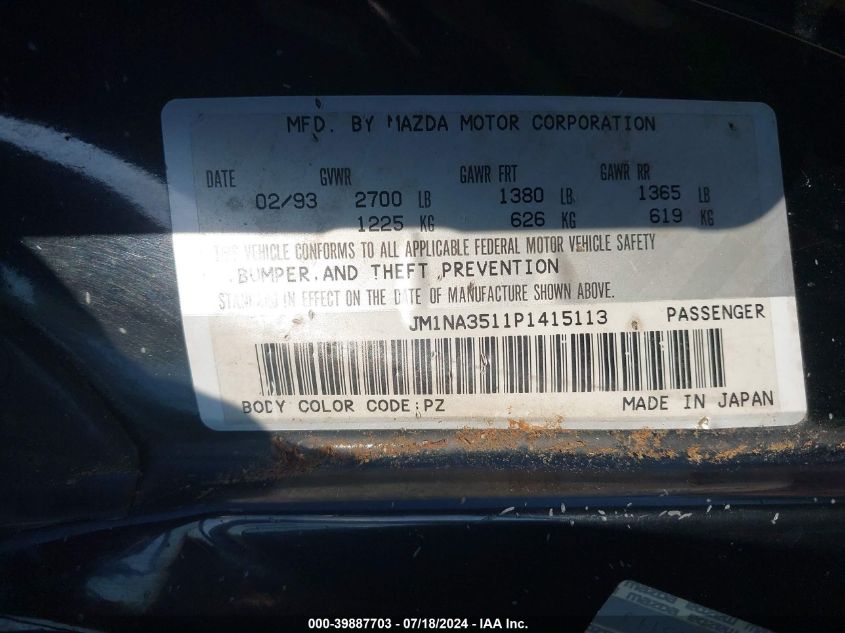 MFD. BY MAZDA MOTOR CORPORATION
DATE GVWR GAWR FRT GAWR RR
02/93 2700 LB 1380 LB 1365 LB
1225 KG 626 KG 619 KG
THIS VEHICLE CONFORMS TO ALL APPLICABLE FEDERAL MOTOR VEHICLE SAFETY
, BUMPER, AND THEFT PREVENTION
STANDARD IN EFFECT ON THE DATE OF MANUFACTURE SHOWN ABOVE.
JM1NA3511P1415113 PASSENGER
BODY COLOR CODE:PZ MADE IN JAPAN
mazda
000-39887703 - 07/18/2024 - IAA Inc.